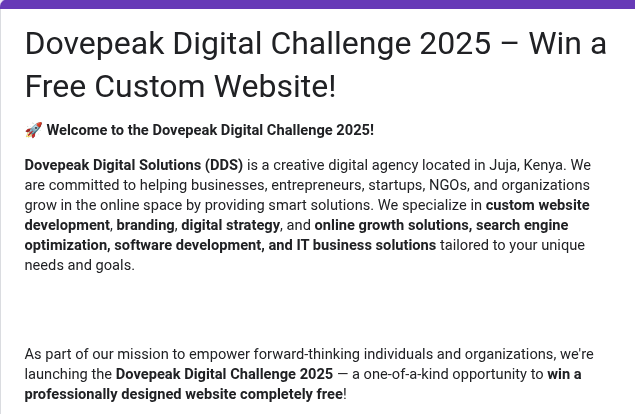 Dovepeak Digital Challenge 2025 – Win a
Free Custom Website!
🚀 Welcome to the Dovepeak Digital Challenge 2025!
Dovepeak Digital Solutions (DDS) is a creative digital agency located in Juja, Kenya. We
are committed to helping businesses, entrepreneurs, startups, NGOs, and organizations
grow in the online space by providing smart solutions. We specialize in custom website
development, branding, digital strategy, and online growth solutions, search engine
optimization, software development, and IT business solutions tailored to your unique
needs and goals.
As part of our mission to empower forward-thinking individuals and organizations, we're
launching the Dovepeak Digital Challenge 2025 — a one-of-a-kind opportunity to win a
professionally designed website completely free!